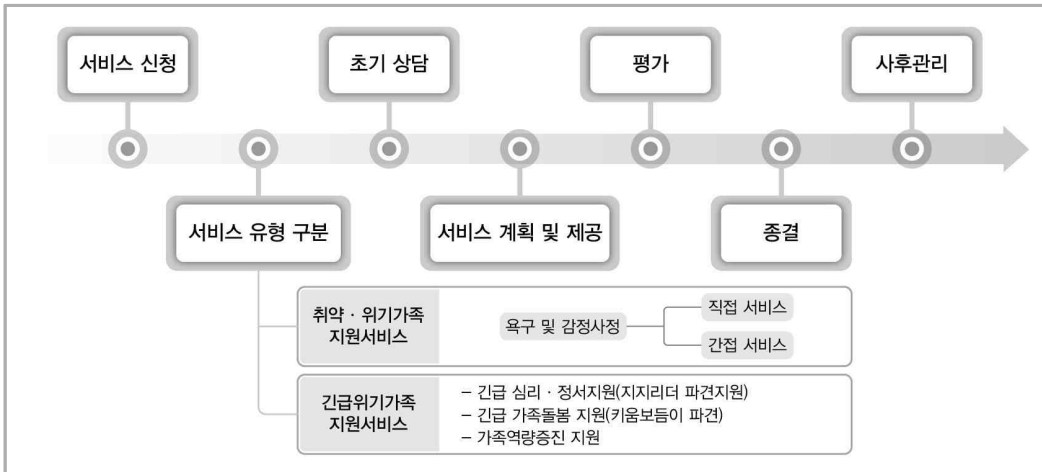 서비스 신청
초기 상담
평가
사후관리
서비스 유형 구분
서비스 계획 및 제공
종결
취약 · 위기가족
지원서비스
욕구 및 감정사정
직접 서비스
간접 서비스
긴급위기가족
지원서비스
– 긴급 심리 · 정서지원(지지리더 파견지원)
– 긴급 가족돌봄 지원(키움보듬이 파견)
– 가족역량증진 지원